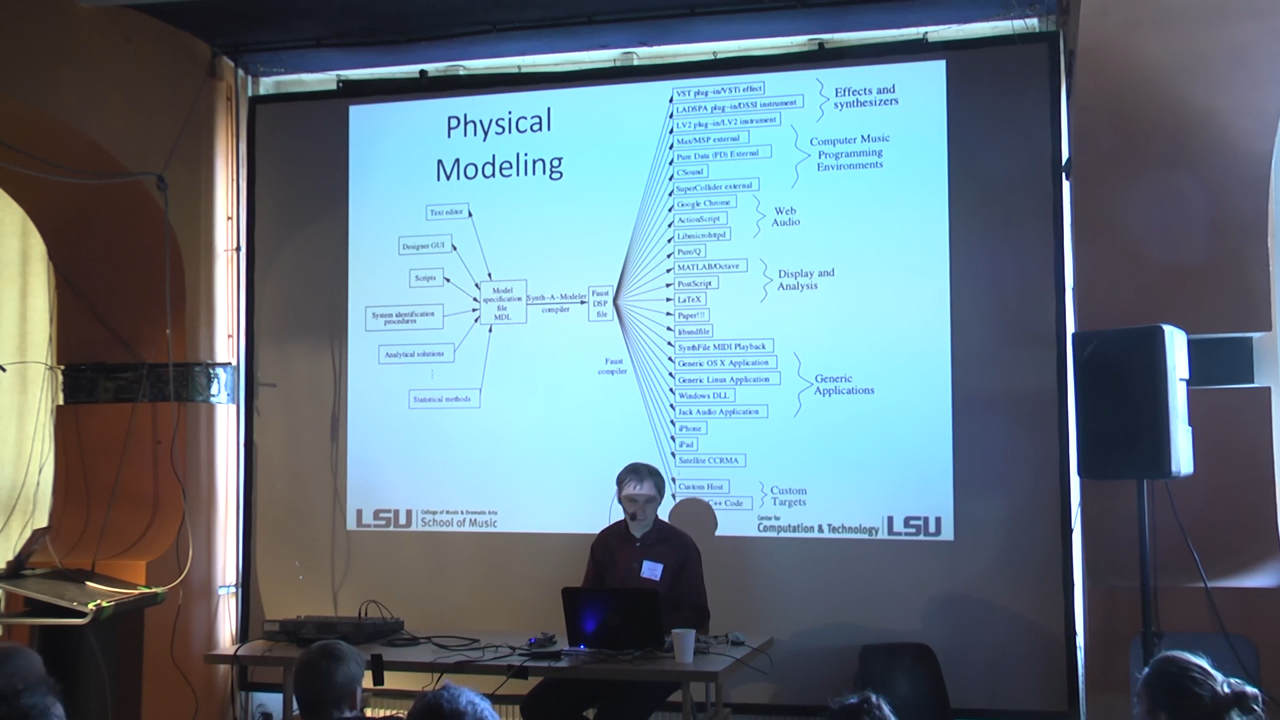 Physical
Modeling
Text editor
Designer GUI
Scripts
System identification
procedures
Analytical solutions
⋮
Statistical methods
Model
specification
file
MDL
Synth-A-Modeler
compiler
Faust
DSP
file
Faust
compiler
VST plug-in/VSTi effect
LADSPA plug-in/DSSI instrument
LV2 plug-in/LV2 instrument
Max/MSP external
Pure Data (PD) External
CSound
SuperCollider external
Google Chrome
ActionScript
Libmicrohttpd
Pure/Q
MATLAB/Octave
PostScript
LaTeX
Paper!!!
libsndfile
SynthFile MIDI Playback
Generic OS X Application
Generic Linux Application
Windows DLL
Jack Audio Application
iPhone
iPad
Satellite CCRMA
Custom Host
C++ Code
Effects and
synthesizers
Computer Music
Programming
Environments
Web
Audio
Display and
Analysis
Generic
Applications
Custom
Targets
LSU
College of Music & Dramatic Arts
School of Music
Center for
Computation & Technology
LSU